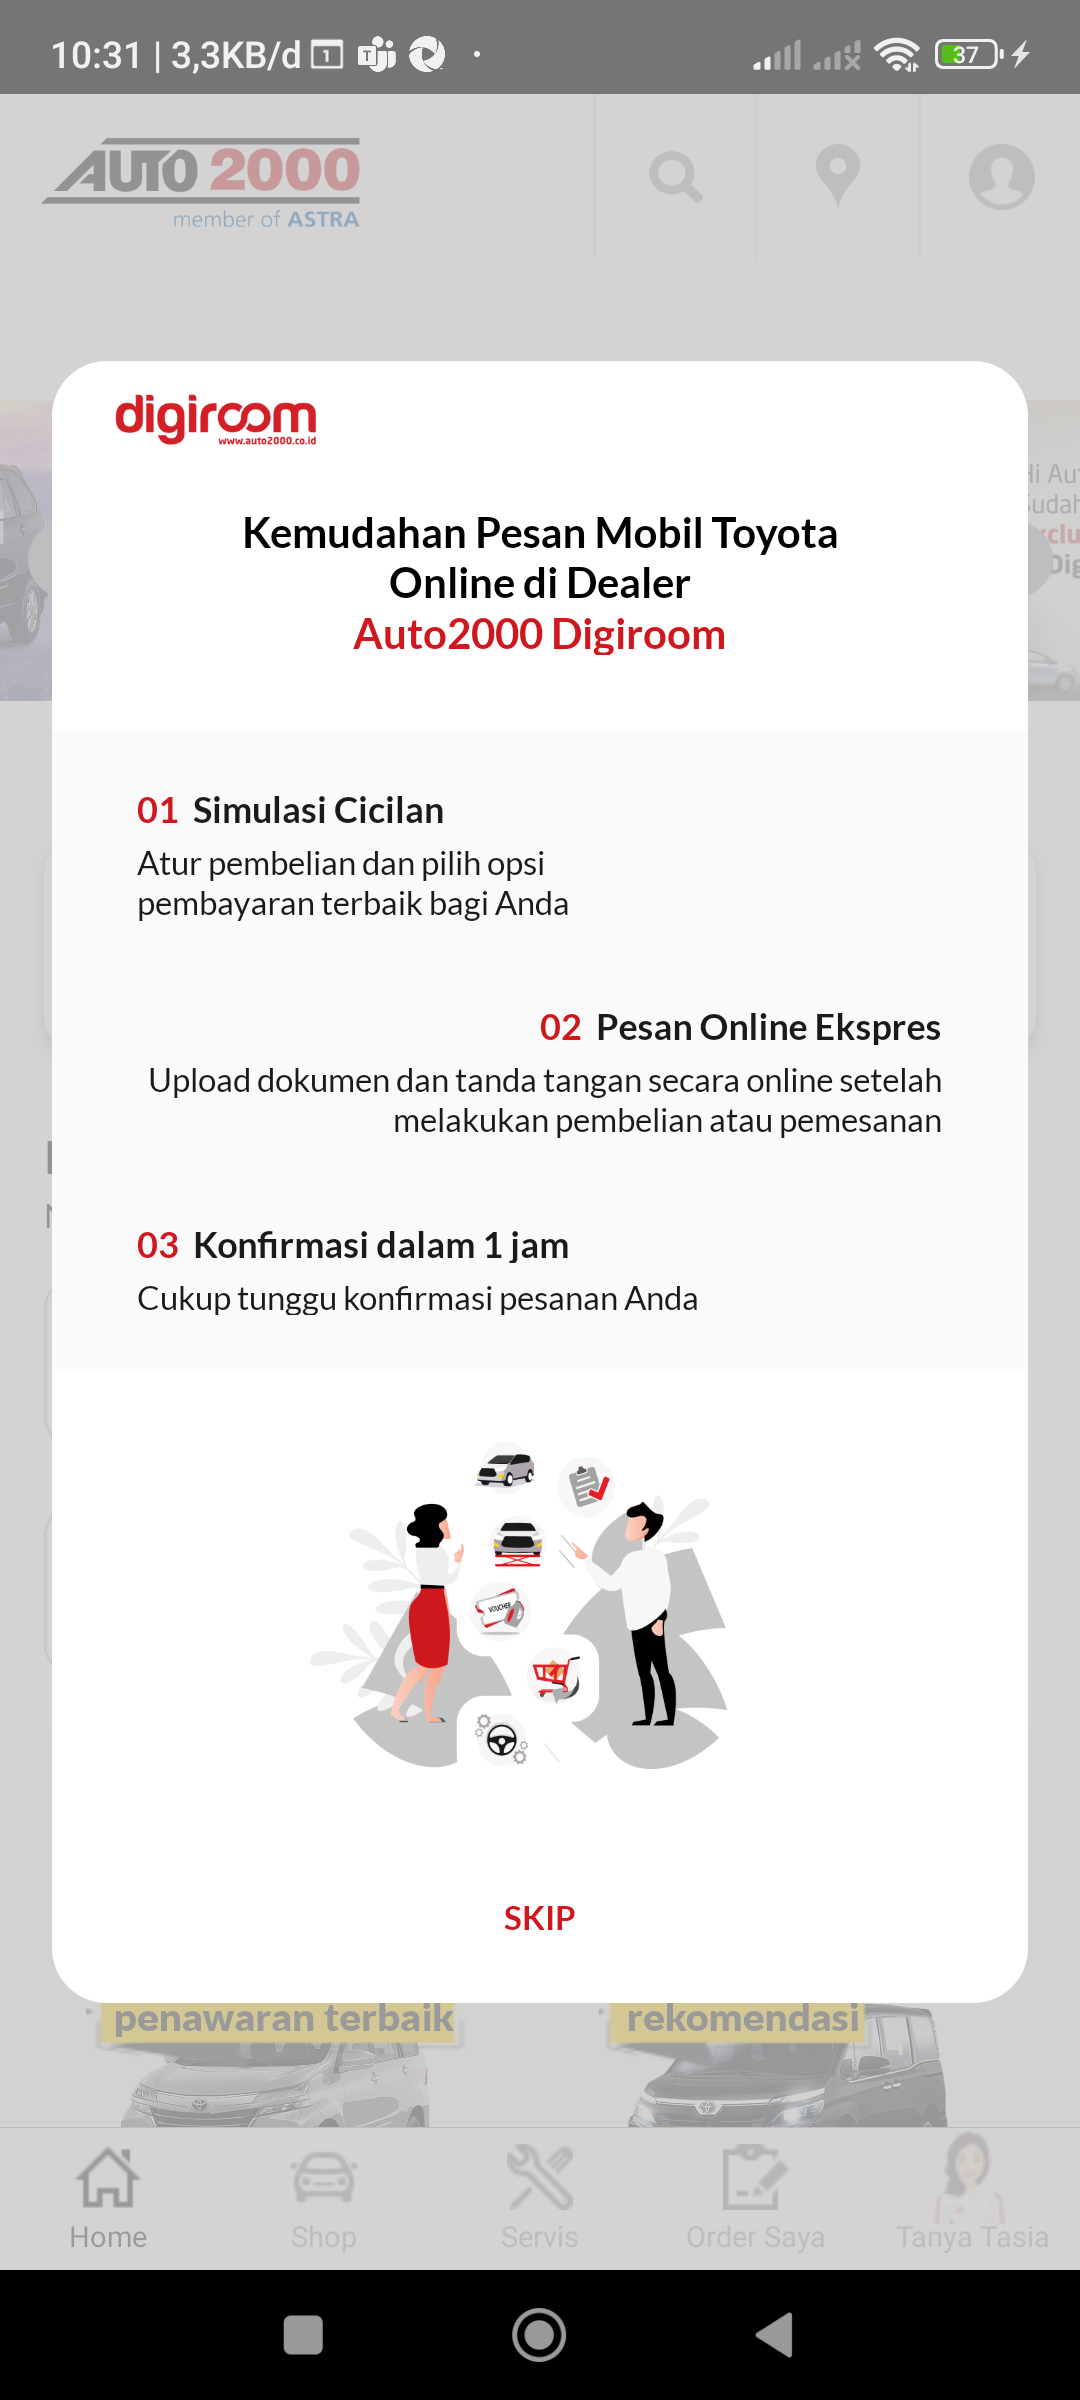 10:31 | 3,3KB/d
37
AUTO 2000
member of ASTRA
digiroom
www.auto2000.co.id
Kemudahan Pesan Mobil Toyota
Online di Dealer
Auto2000 Digiroom
01 Simulasi Cicilan
Atur pembelian dan pilih opsi
pembayaran terbaik bagi Anda
02 Pesan Online Ekspres
Upload dokumen dan tanda tangan secara online setelah
melakukan pembelian atau pemesanan
03 Konfirmasi dalam 1 jam
Cukup tunggu konfirmasi pesanan Anda
VOUCHER
SKIP
penawaran terbaik
rekomendasi
Home
Shop
Servis
Order Saya
Tanya Tasia